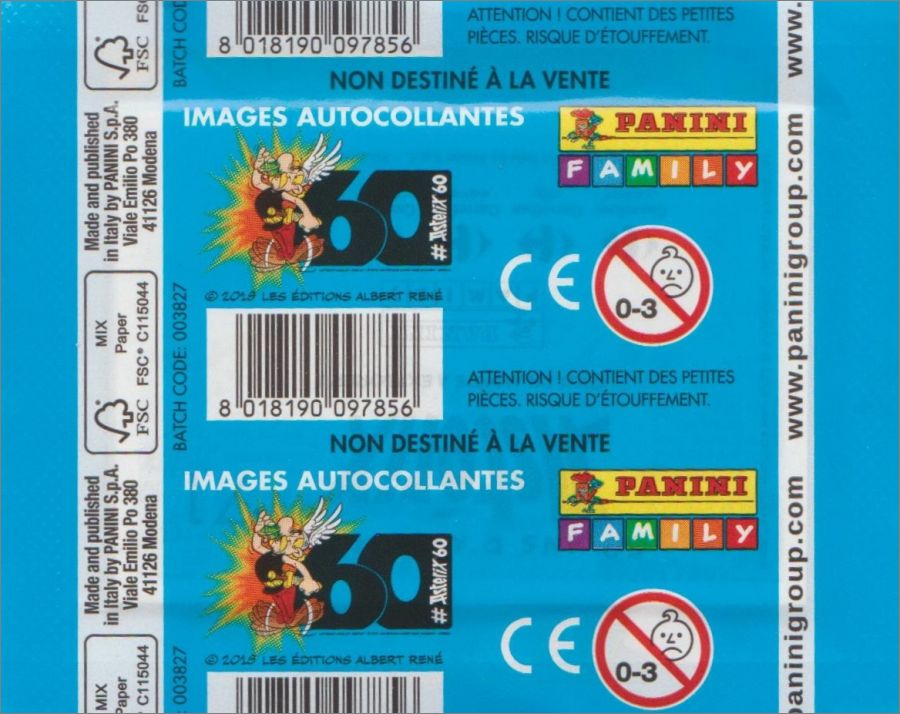 ATTENTION ! CONTIENT DES PETITES
PIÈCES. RISQUE D'ÉTOUFFEMENT.
8 018190 097856
BATCH COD
FSC
FS
www.
NON DESTINÉ À LA VENTE
IMAGES AUTOCOLLANTES
PANINI
FAMILY
60
#Asterix60
CE
0-3
© 2019 LES ÉDITIONS ALBERT RENÉ
Made and published
in Italy by PANINI S.p.A.
Viale Emilio Po 380
41126 Modena
MIX
Paper
FSC® C115044
FSC
BATCH CODE: 003827
www.paninigroup.com
8 018190 097856
ATTENTION ! CONTIENT DES PETITES
PIÈCES. RISQUE D'ÉTOUFFEMENT.
NON DESTINÉ À LA VENTE
IMAGES AUTOCOLLANTES
PANINI
FAMILY
60
#Asterix60
CE
0-3
© 2019 LES ÉDITIONS ALBERT RENÉ
Made and published
in Italy by PANINI S.p.A.
Viale Emilio Po 380
41126 Modena
MIX
Paper
C115044
: 003827
paninigroup.com